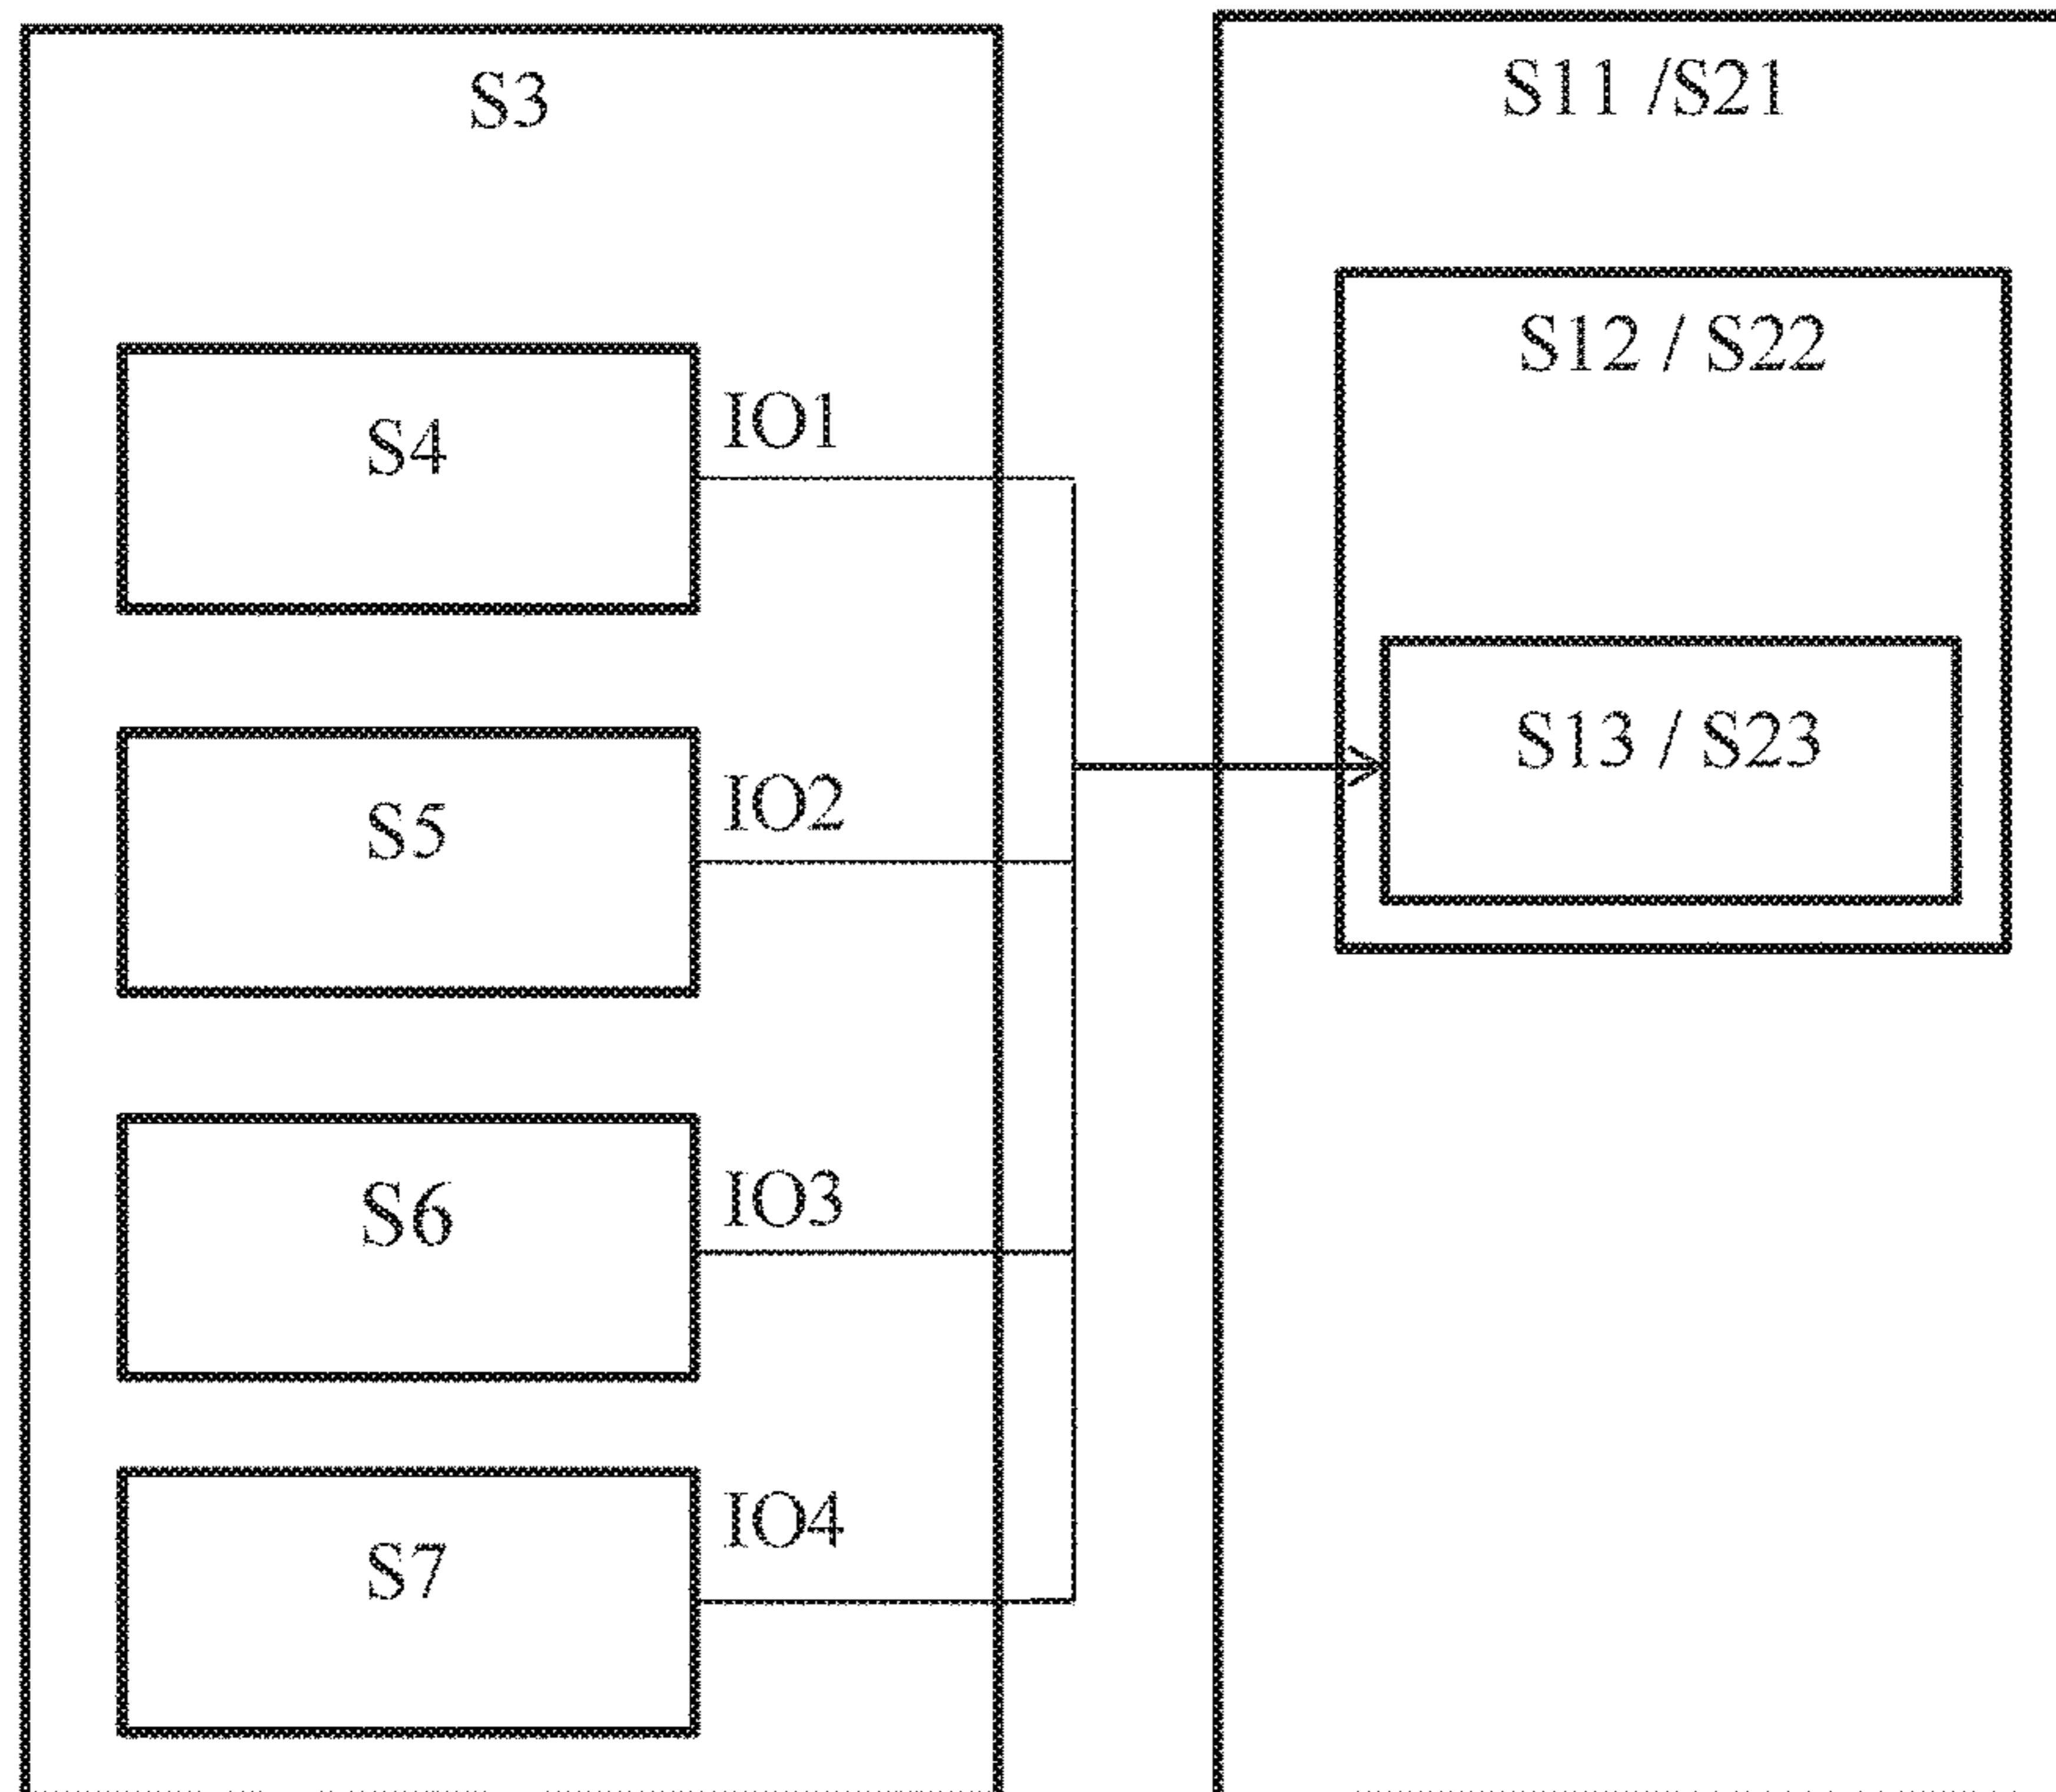 S3
S4
IO1
S5
IO2
S6
IO3
S7
IO4
S11 /S21
S12 / S22
S13 / S23